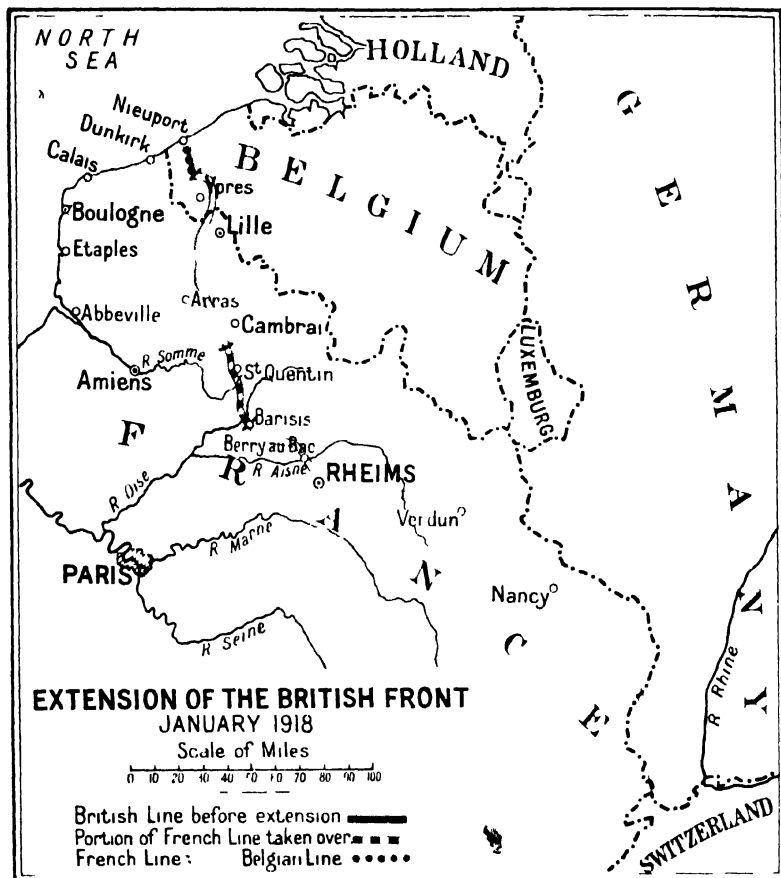 NORTH
SEA
HOLLAND
GERMANY
Nieuport
Dunkirk
Calais
BELGIUM
Ypres
Boulogne
Lille
Etaples
Arras
Abbeville
Cambrai
LUXEMBURG
R Somme
Amiens
St Quentin
FRANCE
Barisis
Berry au Bac
R Aisne
RHEIMS
R Oise
Verdun
R Marne
PARIS
Nancy
R Seine
R Rhine
EXTENSION OF THE BRITISH FRONT
JANUARY 1918
Scale of Miles
0 10 20 30 40 50 60 70 80 90 100
British Line before extension
Portion of French Line taken over
French Line: Belgian Line
SWITZERLAND